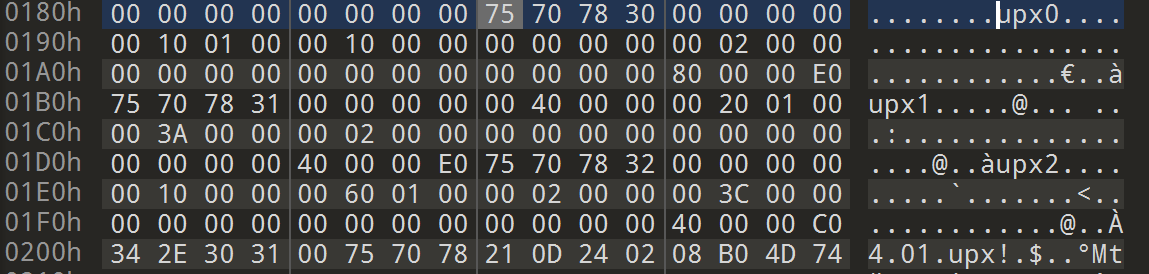 0180h 00 00 00 00 00 00 00 00 75 70 78 30 00 00 00 00 ........upx0....
0190h 00 10 01 00 00 10 00 00 00 00 00 00 00 02 00 00 ................
01A0h 00 00 00 00 00 00 00 00 00 00 00 00 80 00 00 E0 ............€..à
01B0h 75 70 78 31 00 00 00 00 00 40 00 00 00 20 01 00 upx1.....@... ..
01C0h 00 3A 00 00 00 02 00 00 00 00 00 00 00 00 00 00 .:..............
01D0h 00 00 00 00 40 00 00 E0 75 70 78 32 00 00 00 00 ....@..àupx2....
01E0h 00 10 00 00 00 60 01 00 00 02 00 00 00 3C 00 00 .....`.......<..
01F0h 00 00 00 00 00 00 00 00 00 00 00 00 40 00 00 C0 ............@..À
0200h 34 2E 30 31 00 75 70 78 21 0D 24 02 08 B0 4D 74 4.01.upx!.$..°Mt